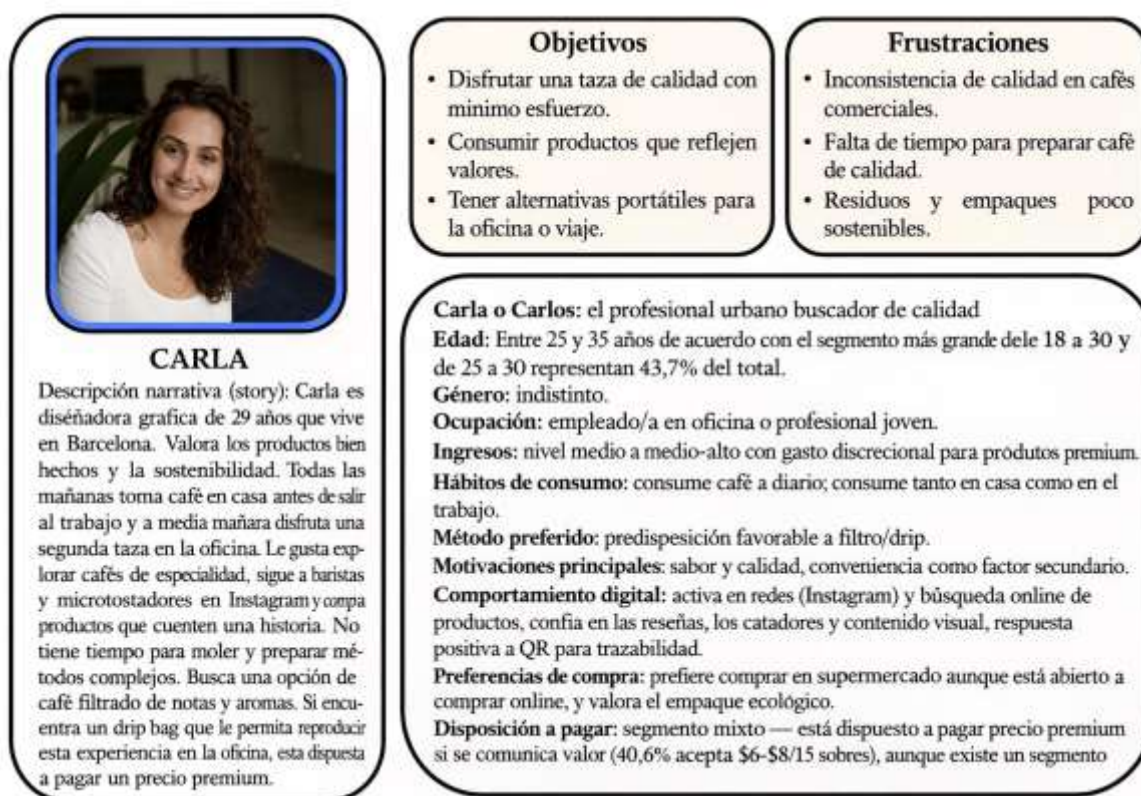 CARLA
Descripción narrativa (story): Carla es
diséñadora grafica de 29 años que vive
en Barcelona. Valora los productos bien
hechos y la sostenibilidad. Todas las
mañanas toma café en casa antes de salir
al trabajo y a media mañara disfruta una
segunda taza en la oficina. Le gusta exp-
lorar cafés de especialidad, sigue a baristas
y microtostadores en Instagram y compa
productos que cuenten una historia. No
tiene tiempo para moler y preparar mé-
todos complejos. Busca una opción de
café filtrado de notas y aromas. Si encu-
entra un drip bag que le permita reproducir
esta experiencia en la oficina, esta dispuesta
a pagar un precio premium.
Objetivos
• Disfrutar una taza de calidad con
minimo esfuerzo.
• Consumir productos que reflejen
valores.
• Tener alternativas portátiles para
la oficina o viaje.
Frustraciones
• Inconsistencia de calidad en cafés
comerciales.
• Falta de tiempo para preparar cafè
de calidad.
• Residuos y empaques poco
sostenibles.
Carla o Carlos: el profesional urbano buscador de calidad
Edad: Entre 25 y 35 años de acuerdo con el segmento más grande dele 18 a 30 y
de 25 a 30 representan 43,7% del total.
Género: indistinto.
Ocupación: empleado/a en oficina o profesional joven.
Ingresos: nivel medio a medio-alto con gasto discrecional para pródutos premium.
Hábitos de consumo: consume café a diario; consume tanto en casa como en el
trabajo.
Método preferido: predisposición favorable a filtro/drip.
Motivaciones principales: sabor y calidad, conveniencia como factor secundario.
Comportamiento digital: activa en redes (Instagram) y bûsqueda online de
productos, confia en las reseñas, los catadores y contenido visual, respuesta
positiva a QR para trazabilidad.
Preferencias de compra: prefiere comprar en supermercado aunque está abierto a
comprar online, y valora el empaque ecológico.
Disposición a pagar: segmento mixto — está dispuesto a pagar precio premium
si se comunica valor (40,6% acepta $6-$8/15 sobres), aunque existe un segmento